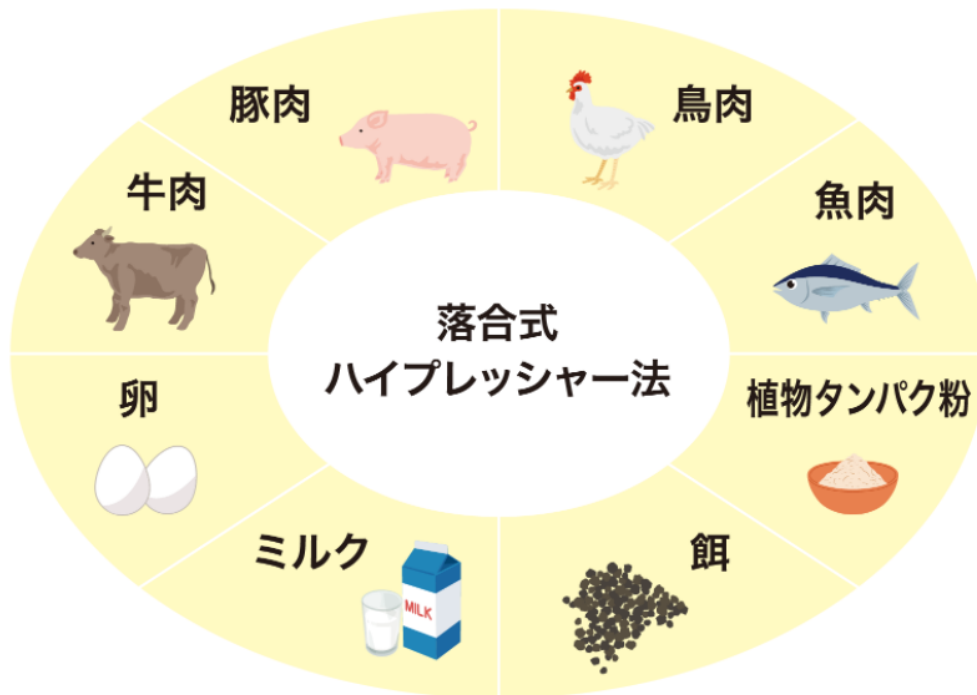 豚肉
鳥肉
牛肉
魚肉
落合式
ハイプレッシャー法
卵
植物タンパク粉
ミルク
餌
MILK